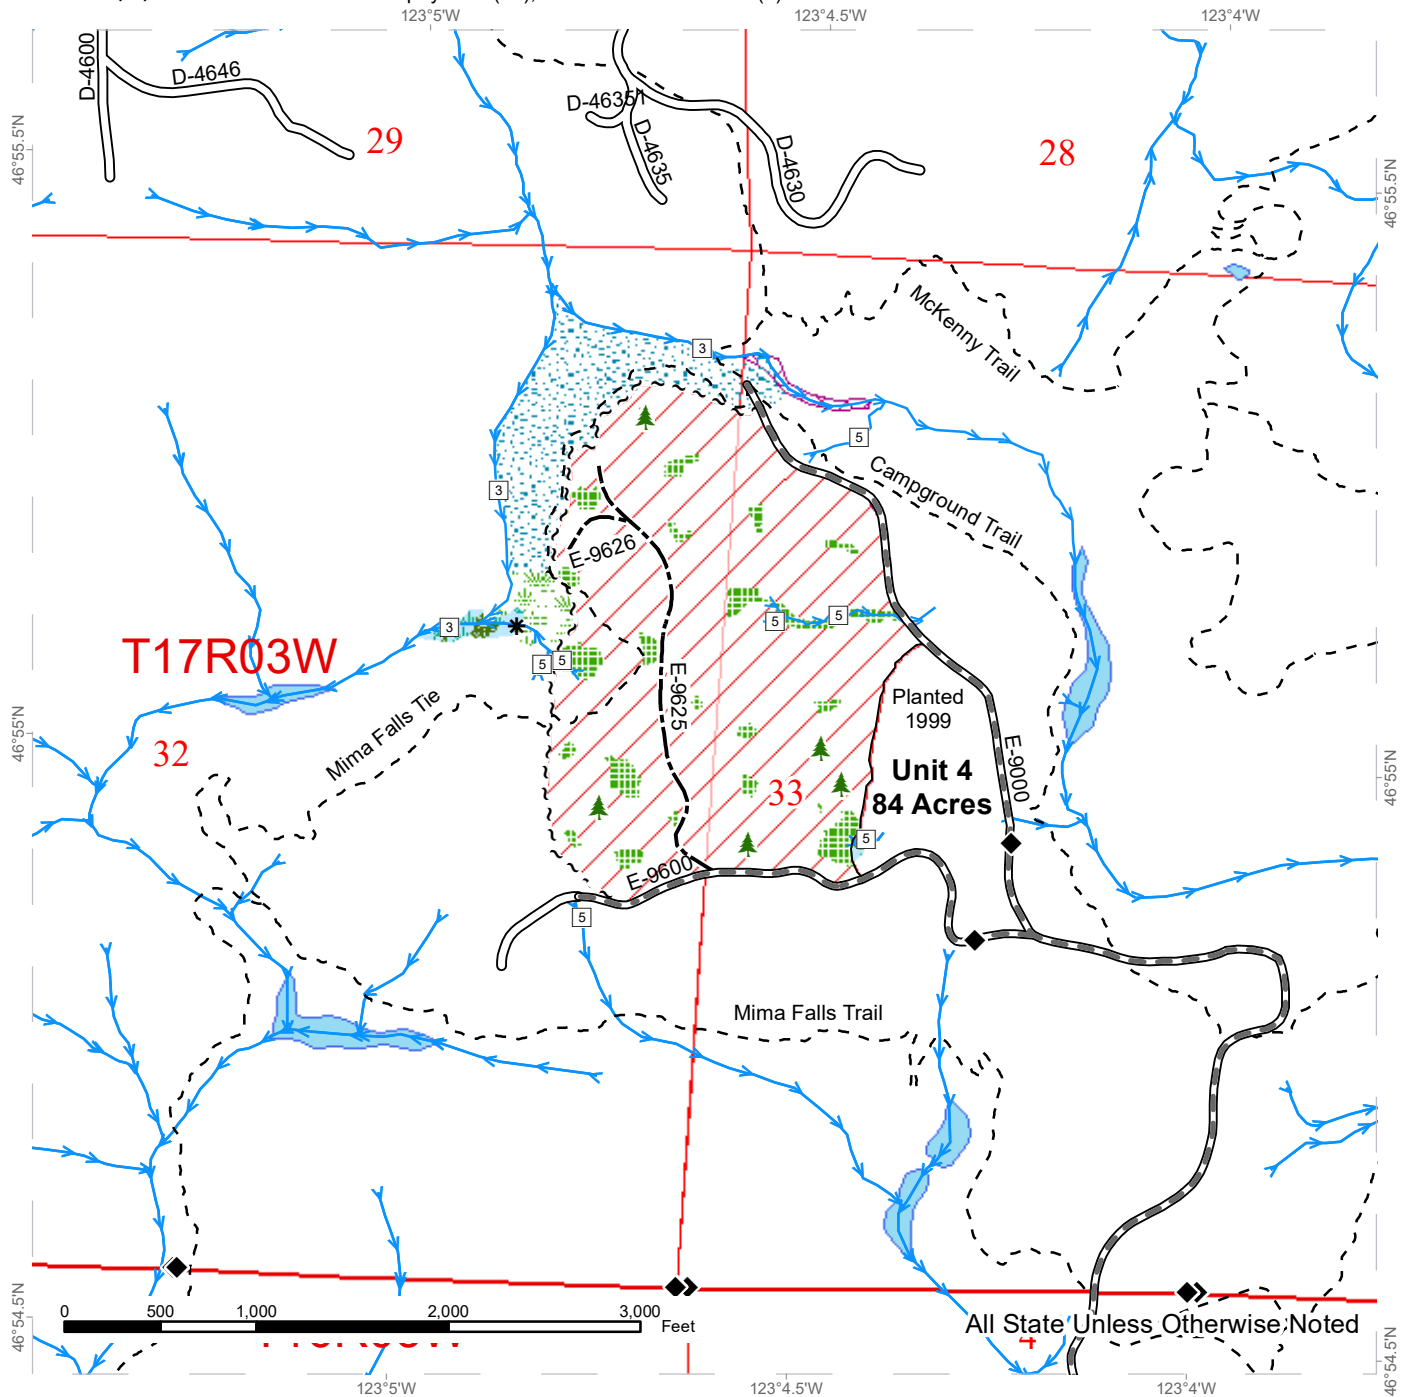 123°5'W
123°4.5'W
123°4'W
D-4600
D-4646
D-46351
D-4635
D-4630
29
28
46°55.5'N
46°55.5'N
McKenny Trail
3
5
3
Campground Trail
E-9626
3
5
5
5
5
T17R03W
E-9625
Planted
1999
Mima Falls Tie
32
46°55'N
46°55'N
E-9000
Unit 4
84 Acres
33
5
E-9600
5
Mima Falls Trail
0
500
1,000
2,000
3,000
Feet
All State Unless Otherwise Noted
4
46°54.5'N
46°54.5'N
123°5'W
123°4.5'W
123°4'W